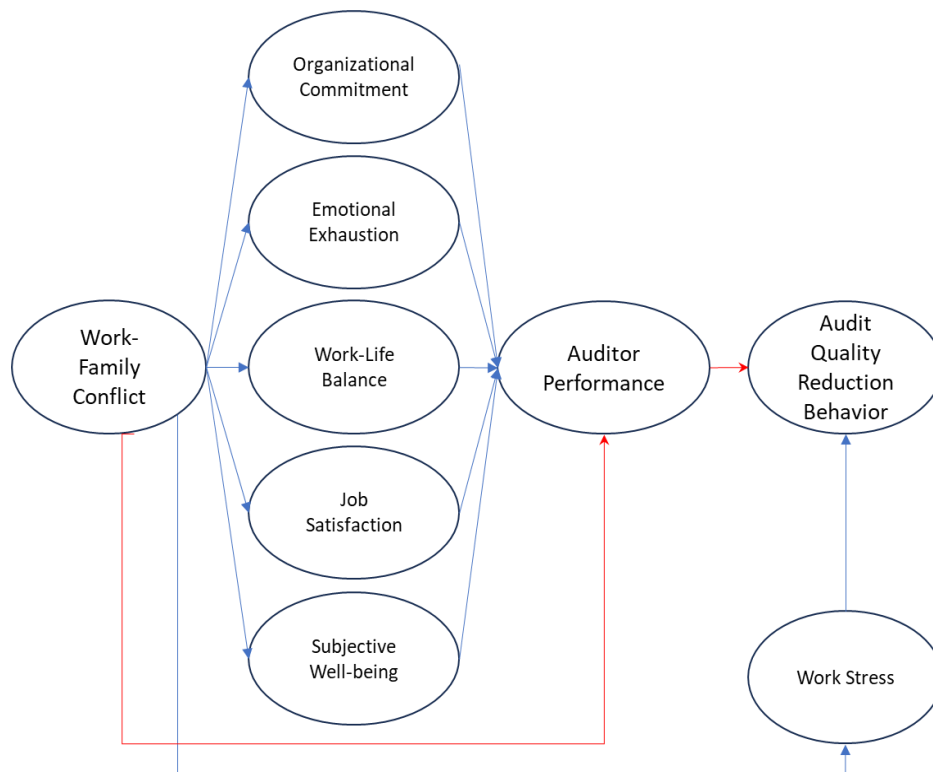 Organizational
Commitment
Emotional
Exhaustion
Work-
Family
Conflict
Work-Life
Balance
Auditor
Performance
Audit
Quality
Reduction
Behavior
Job
Satisfaction
Subjective
Well-being
Work Stress